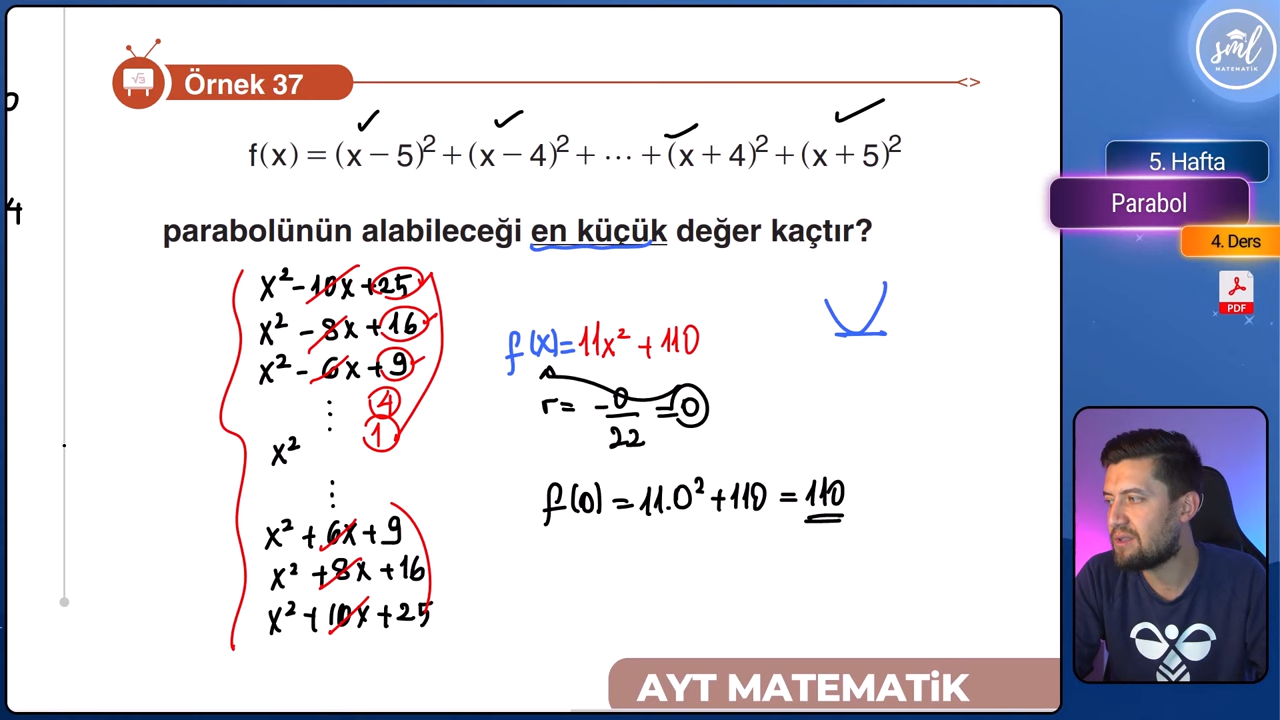 Örnek 37
<>
f(x) = (x − 5)² + (x − 4)² + ... + (x + 4)² + (x + 5)²
parabolünün alabileceği en küçük değer kaçtır?
x² - 10x + 25
x² - 8x + 16
x² - 6x + 9
⋮ 4
1
x²
⋮
x² + 6x + 9
x² + 8x + 16
x² + 10x + 25
f(x) = 11x² + 110
r = -0/22 = 0
f(0) = 11.0² + 110 = 110
4
√3
sml
MATEMATİK
5. Hafta
Parabol
4. Ders
PDF
AYT MATEMATİK